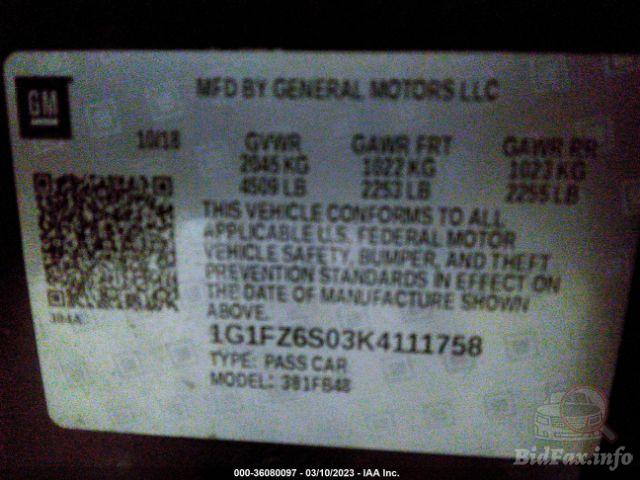 GM
MFD BY GENERAL MOTORS LLC
10/18
GVWR
GAWR FRT
GAWR RR
2045 KG
1022 KG
1023 KG
4509 LB
2253 LB
2255 LB
THIS VEHICLE CONFORMS TO ALL
APPLICABLE U.S. FEDERAL MOTOR
VEHICLE SAFETY, BUMPER, AND THEFT
PREVENTION STANDARDS IN EFFECT ON
THE DATE OF MANUFACTURE SHOWN
ABOVE.
1G1FZ6S03K4111758
TYPE: PASS CAR
MODEL: 381FB48
BidFax.info
000-36080097 - 03/10/2023 - IAA Inc.